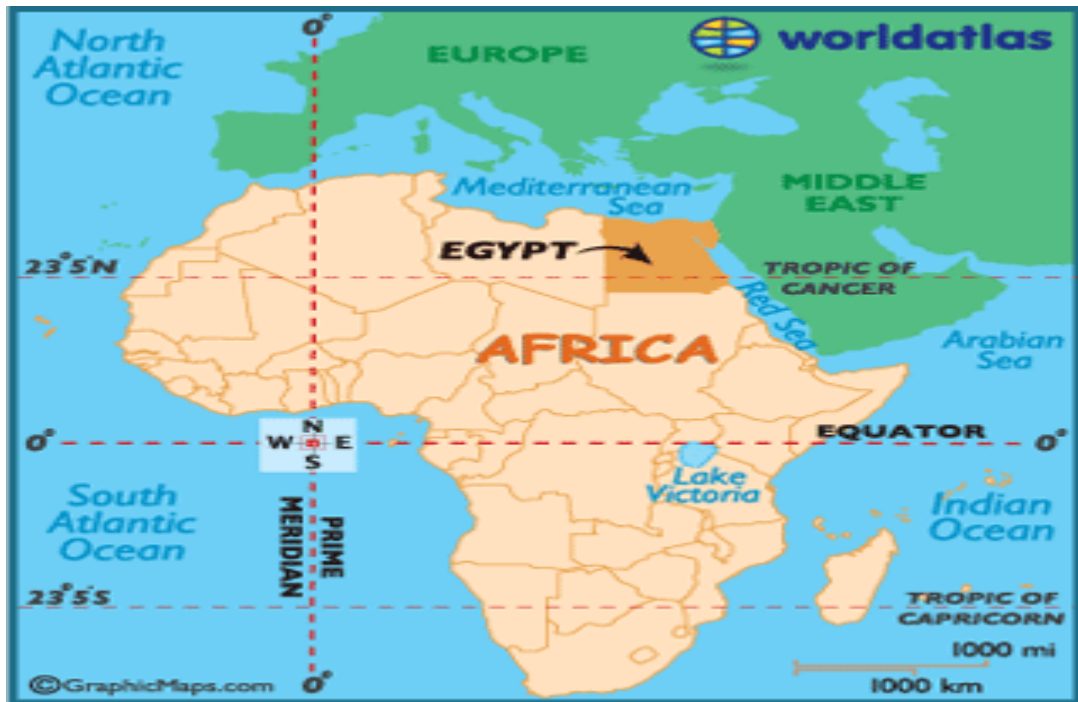 0°
North
Atlantic
Ocean
EUROPE
worldatlas
Mediterranean
Sea
MIDDLE
EAST
EGYPT
23°5'N
TROPIC OF
CANCER
Red Sea
AFRICA
Arabian
Sea
N
W E
S
0°
EQUATOR
0°
Lake
Victoria
South
Atlantic
Ocean
PRIME
MERIDIAN
Indian
Ocean
23°5'S
TROPIC OF
CAPRICORN
1000 mi
1000 km
©GraphicMaps.com
0°